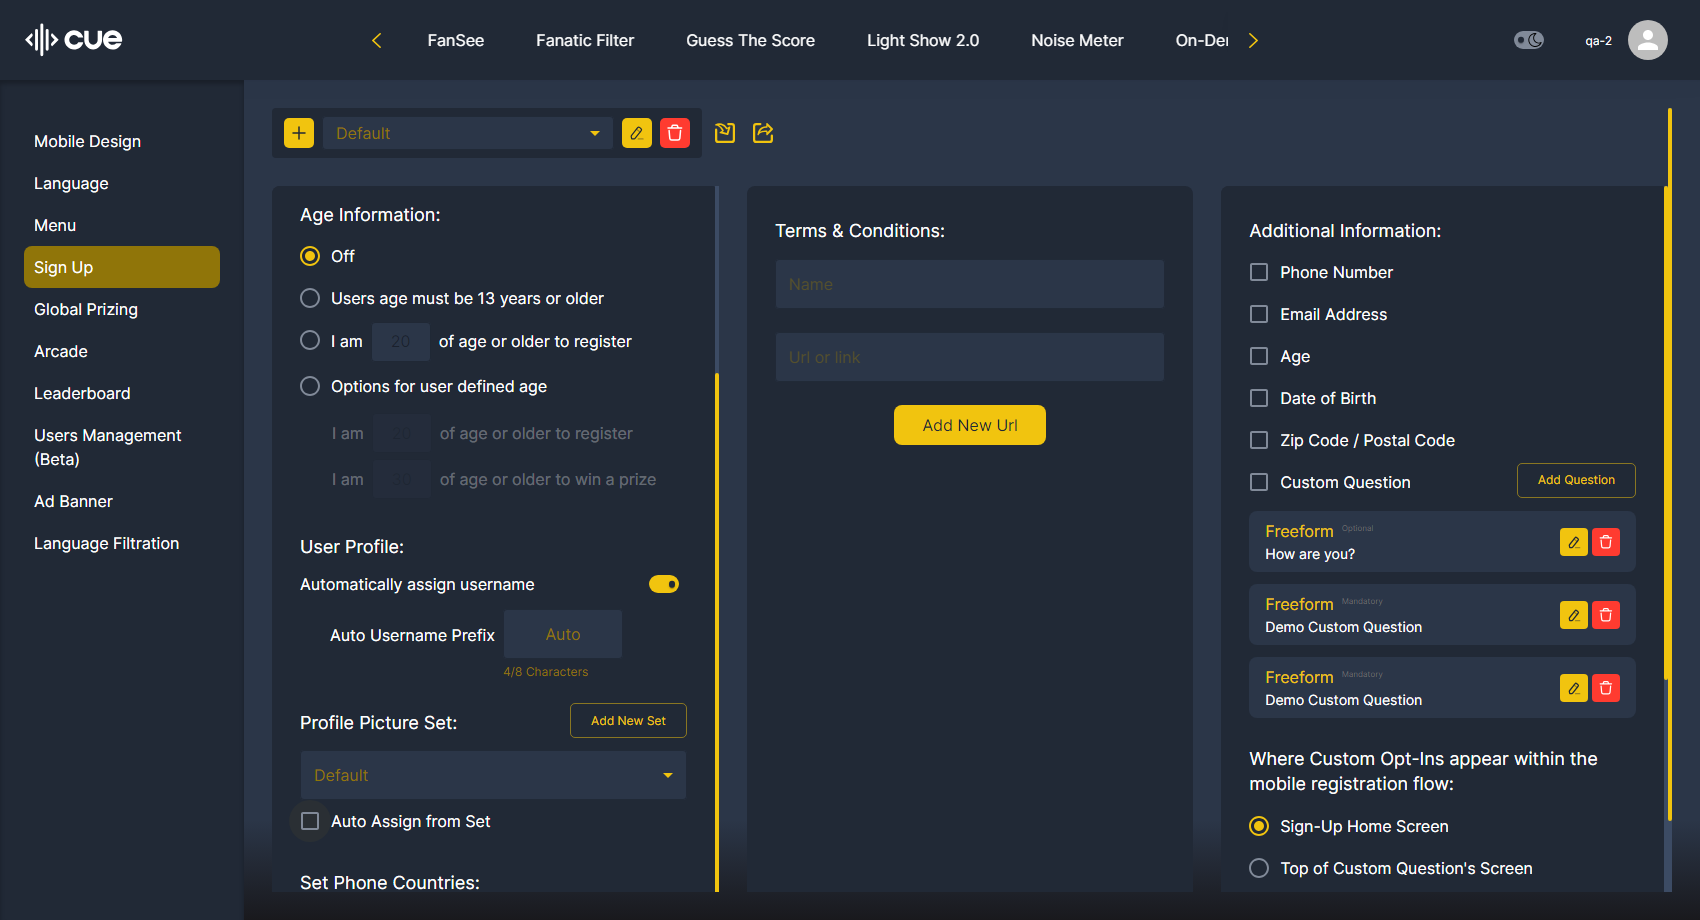 cue
FanSee
Fanatic Filter
Guess The Score
Light Show 2.0
Noise Meter
On-De
qa-2
Mobile Design
Language
Menu
Sign Up
Global Prizing
Arcade
Leaderboard
Users Management
(Beta)
Ad Banner
Language Filtration
Default
Age Information:
Off
Users age must be 13 years or older
I am 20 of age or older to register
Options for user defined age
I am 20 of age or older to register
I am of age or older to win a prize
User Profile:
Automatically assign username
Auto Username Prefix Auto
4/8 Characters
Profile Picture Set:
Add New Set
Default
Auto Assign from Set
Set Phone Countries:
Terms & Conditions:
Name
Url or link
Add New Url
Additional Information:
Phone Number
Email Address
Age
Date of Birth
Zip Code / Postal Code
Custom Question
Add Question
Freeform Optional
How are you?
Freeform Mandatory
Demo Custom Question
Freeform Mandatory
Demo Custom Question
Where Custom Opt-Ins appear within the
mobile registration flow:
Sign-Up Home Screen
Top of Custom Question's Screen